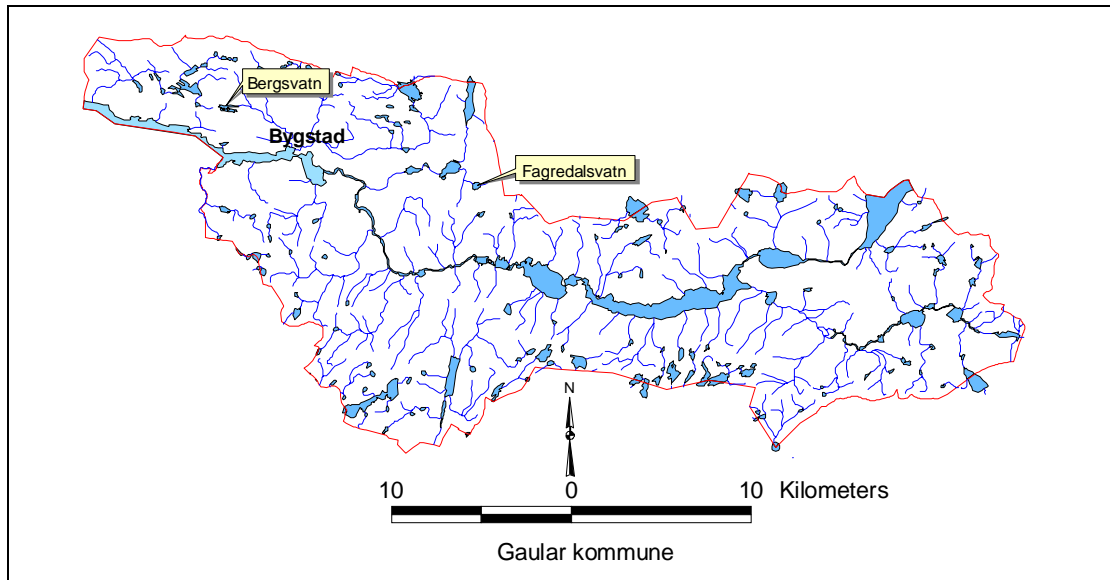 Bergsvatn
Bygstad
Fagredalsvatn
N
10 0 10 Kilometers
Gaular kommune